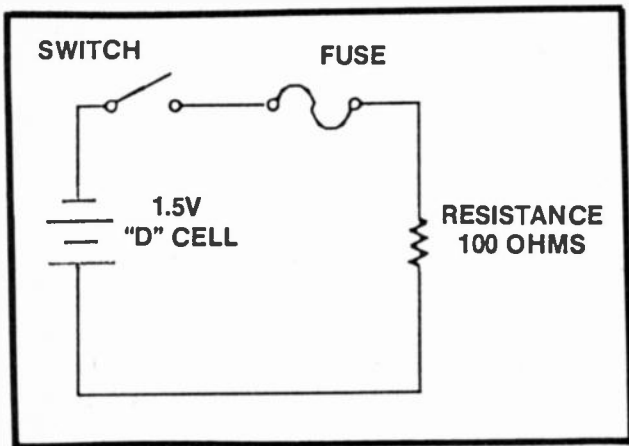 SWITCH
FUSE
1.5V
"D" CELL
RESISTANCE
100 OHMS